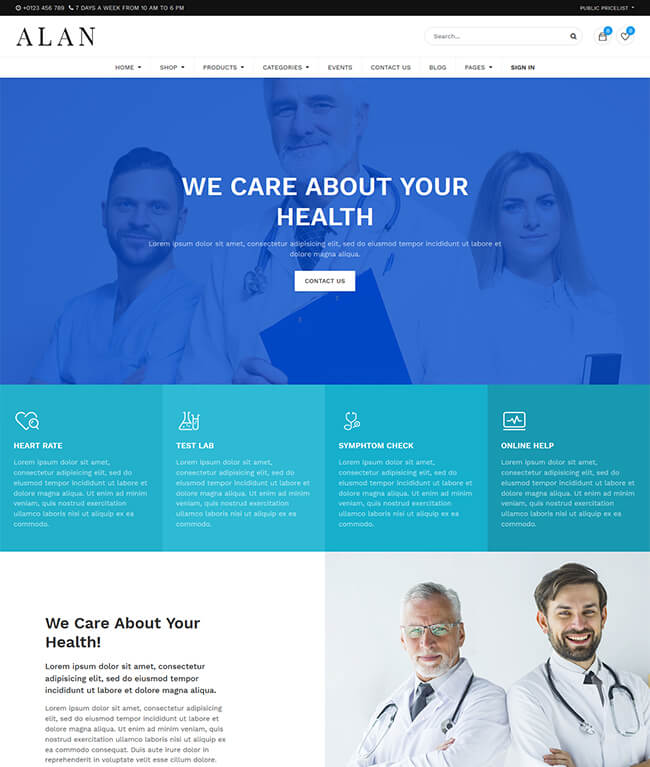 +0123 456 789 7 DAYS A WEEK FROM 10 AM TO 6 PM
PUBLIC PRICELIST
ALAN
Search...
0
0
HOME SHOP PRODUCTS CATEGORIES EVENTS CONTACT US BLOG PAGES SIGN IN
WE CARE ABOUT YOUR
HEALTH
Lorem ipsum dolor sit amet, consectetur adipisicing elit, sed do eiusmod tempor incididunt ut labore et
dolore magna aliqua.
CONTACT US
HEART RATE
Lorem ipsum dolor sit amet,
consectetur adipisicing elit, sed do
eiusmod tempor incididunt ut labore et
dolore magna aliqua. Ut enim ad minim
veniam, quis nostrud exercitation
ullamco laboris nisi ut aliquip ex ea
commodo.
TEST LAB
Lorem ipsum dolor sit amet,
consectetur adipisicing elit, sed do
eiusmod tempor incididunt ut labore et
dolore magna aliqua. Ut enim ad minim
veniam, quis nostrud exercitation
ullamco laboris nisi ut aliquip ex ea
commodo.
SYMPHTOM CHECK
Lorem ipsum dolor sit amet,
consectetur adipisicing elit, sed do
eiusmod tempor incididunt ut labore et
dolore magna aliqua. Ut enim ad minim
veniam, quis nostrud exercitation
ullamco laboris nisi ut aliquip ex ea
commodo.
ONLINE HELP
Lorem ipsum dolor sit amet,
consectetur adipisicing elit, sed do
eiusmod tempor incididunt ut labore et
dolore magna aliqua. Ut enim ad minim
veniam, quis nostrud exercitation
ullamco laboris nisi ut aliquip ex ea
commodo.
We Care About Your
Health!
Lorem ipsum dolor sit amet, consectetur
adipisicing elit, sed do eiusmod tempor
incididunt ut labore et dolore magna aliqua.
Lorem ipsum dolor sit amet, consectetur adipisicing
elit, sed do eiusmod tempor incididunt ut labore et
dolore magna aliqua. Ut enim ad minim veniam, quis
nostrud exercitation ullamco laboris nisi ut aliquip ex
ea commodo consequat. Duis aute irure dolor in
reprehenderit in voluptate velit esse cillum dolore.